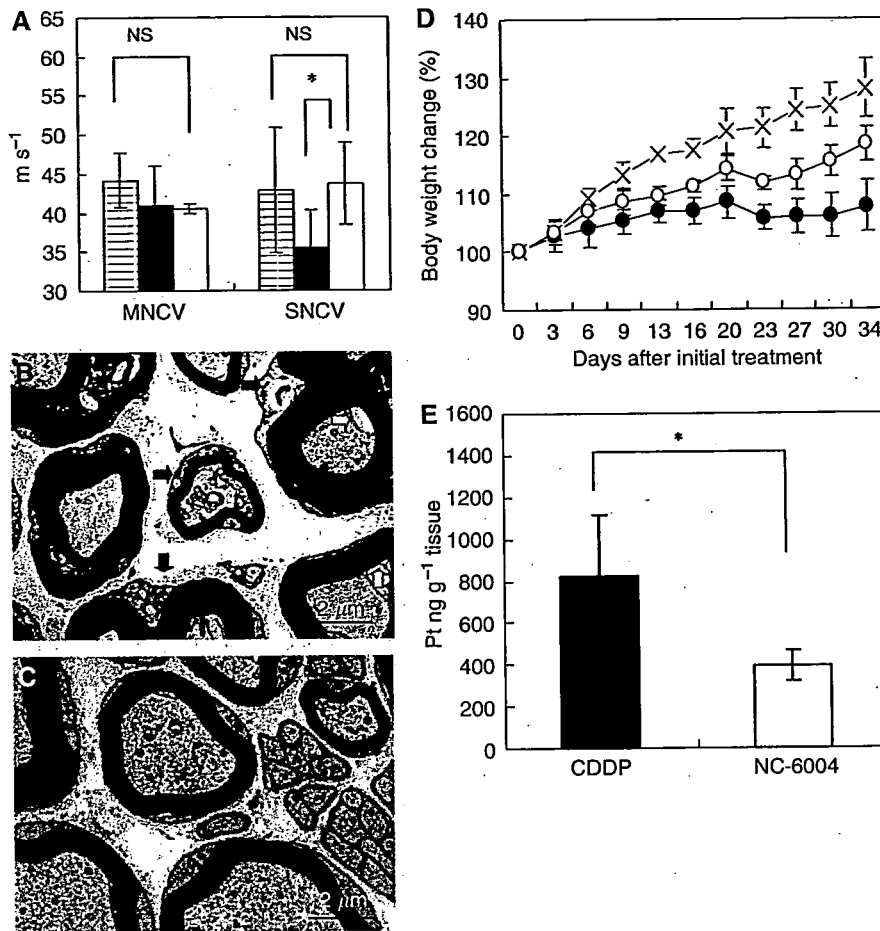 A
NS
NS
*
65
60
55
50
45
40
35
30
m s⁻¹
MNCV
SNCV
B
2 μm
C
2 μm
D
140
130
120
110
100
90
Body weight change (%)
0 3 6 9 13 16 20 23 27 30 34
Days after initial treatment
E
*
1600
1400
1200
1000
800
600
400
200
0
Pt ng g⁻¹ tissue
CDDP
NC-6004